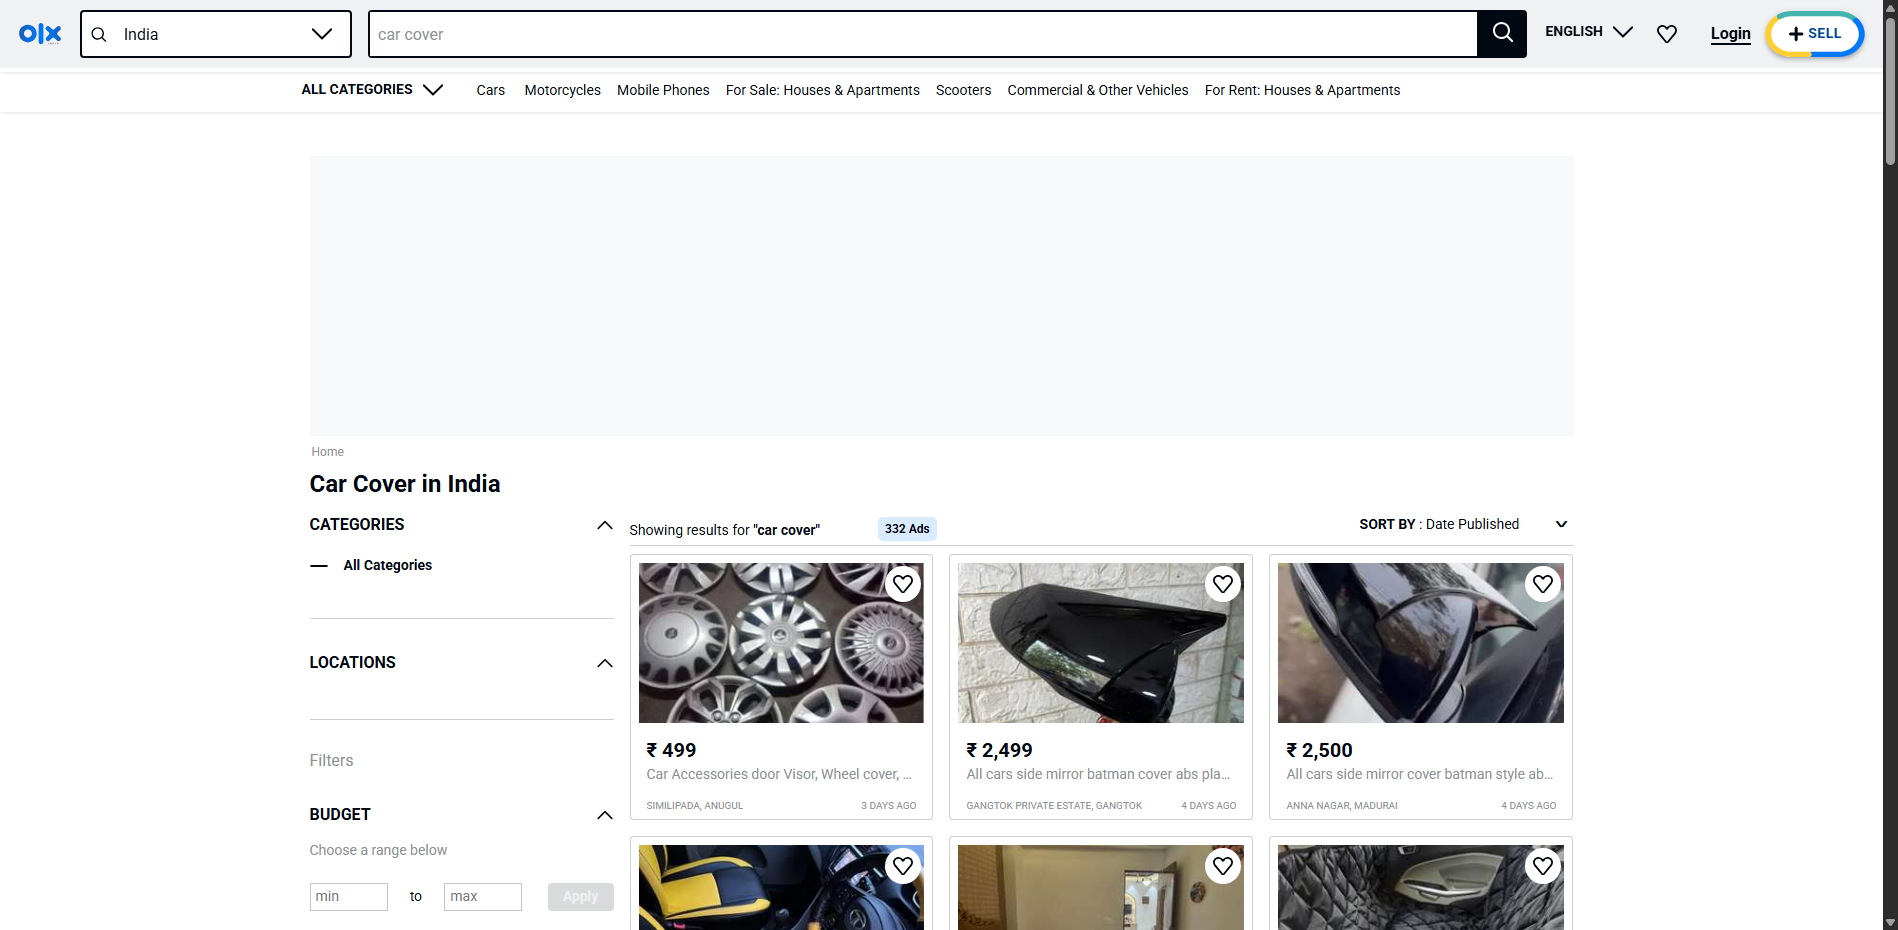 olx
India
car cover
ENGLISH
Login
SELL
ALL CATEGORIES
Cars
Motorcycles
Mobile Phones
For Sale: Houses & Apartments
Scooters
Commercial & Other Vehicles
For Rent: Houses & Apartments
Home
Car Cover in India
CATEGORIES
All Categories
LOCATIONS
Filters
BUDGET
Choose a range below
min
to
max
Apply
Showing results for "car cover"
332 Ads
SORT BY : Date Published
₹ 499
Car Accessories door Visor, Wheel cover, ...
SIMILIPADA, ANUGUL
3 DAYS AGO
₹ 2,499
All cars side mirror batman cover abs pla...
GANGTOK PRIVATE ESTATE, GANGTOK
4 DAYS AGO
₹ 2,500
All cars side mirror cover batman style ab...
ANNA NAGAR, MADURAI
4 DAYS AGO